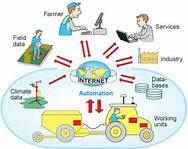 Farmer
Services
Field
data
INTERNET
industry
Climate
data
Data-
bases
Automation
Working
units